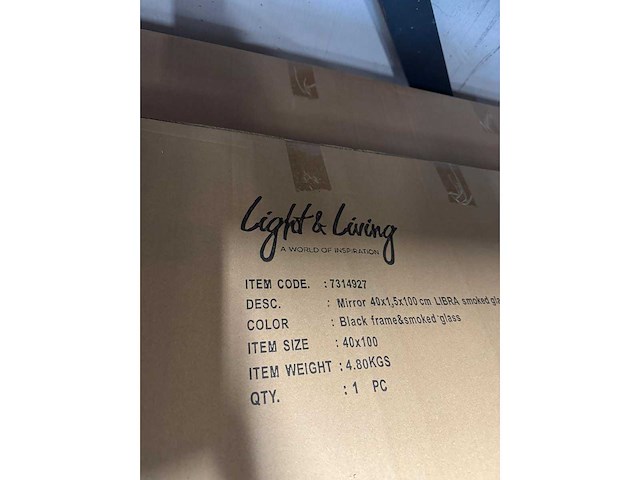 Light & Living
A WORLD OF INSPIRATION
ITEM CODE. : 7314927
DESC. : Mirror 40x1,5x100 cm LIBRA smoked gla
COLOR : Black frame&smoked glass
ITEM SIZE : 40x100
ITEM WEIGHT : 4.80KGS
QTY. : 1 PC